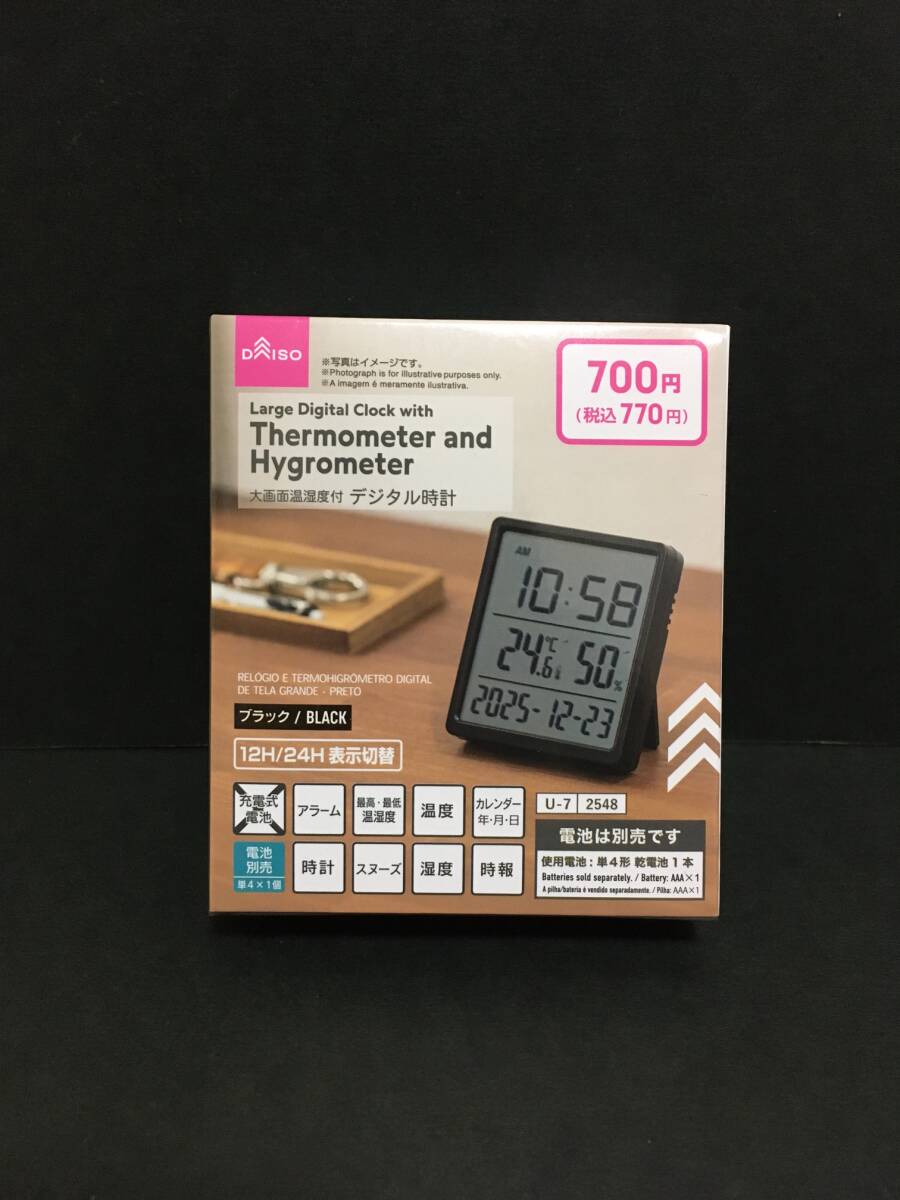 DAISO
※写真はイメージです。
※Photograph is for illustrative purposes only.
※A imagem é meramente ilustrativa.
700円
(税込770円)
Large Digital Clock with
Thermometer and
Hygrometer
大画面温湿度付 デジタル時計
AM
10:58
24.6℃ 50%
2025-12-23
RELÓGIO E TERMOHIGRÔMETRO DIGITAL
DE TELA GRANDE - PRETO
ブラック / BLACK
12H/24H 表示切替
充電式電池
アラーム
最高・最低
温湿度
温度
カレンダー
年・月・日
U-7 2548
電池
別売
単4×1個
時計
スヌーズ
湿度
時報
電池は別売です
使用電池：単4形 乾電池1本
Batteries sold separately. / Battery: AAA×1
A pilha/bateria é vendido separadamente. / Pilha: AAA×1